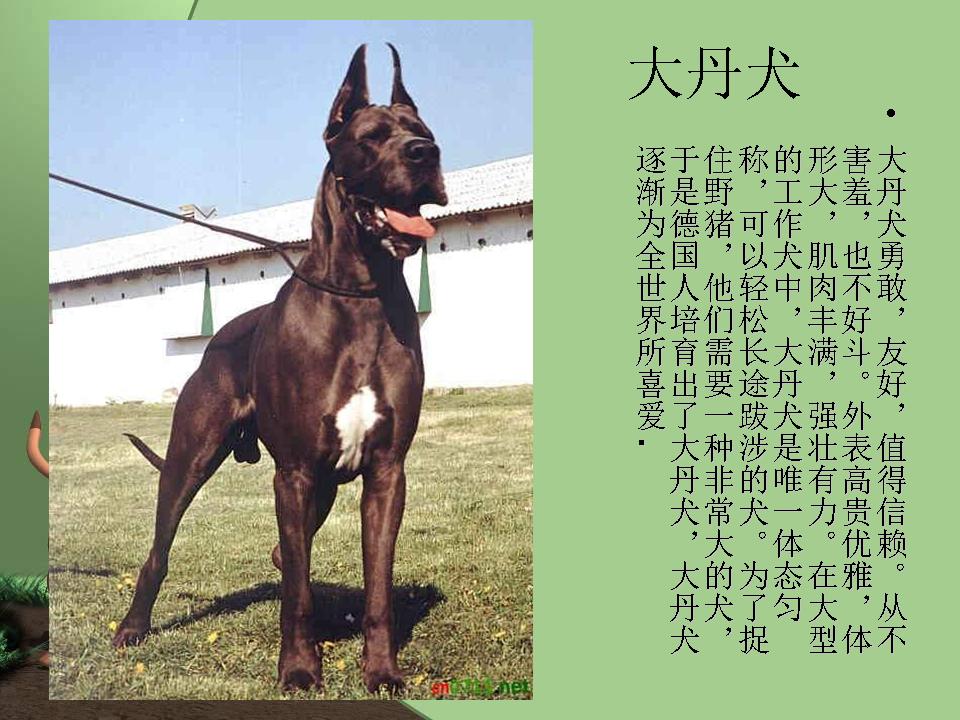 大丹犬
• 大丹犬勇敢，友好，值得信赖。从不
害羞，也不好斗。外表高贵优雅，体
形大，肌肉丰满，强壮有力。在大型
的工作犬中，大丹犬是唯一体态匀
称，可以轻松长途跋涉的犬。为了捉
住野猪，他们需要一种非常大的犬，
于是德国人培育出了大丹犬，大丹犬
逐渐为全世界所喜爱.